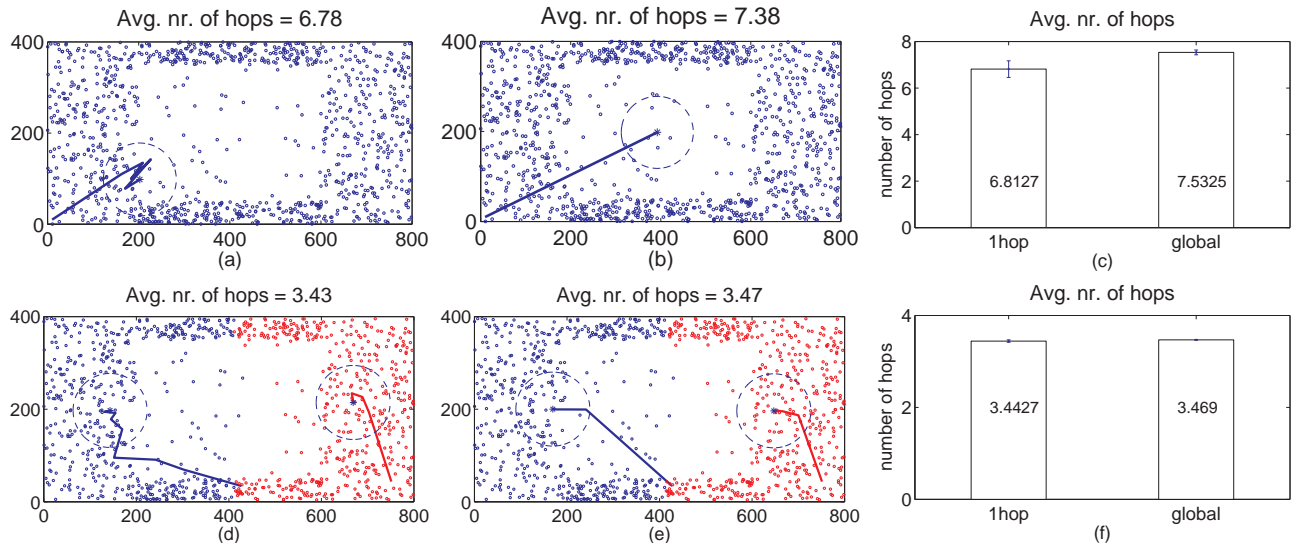 Avg. nr. of hops = 6.78
400
200
0
0 200 400 600 800
(a)
Avg. nr. of hops = 7.38
400
200
0
0 200 400 600 800
(b)
Avg. nr. of hops
number of hops
8
6
4
2
0
6.8127
7.5325
1hop global
(c)
Avg. nr. of hops = 3.43
400
300
200
100
0
0 200 400 600 800
(d)
Avg. nr. of hops = 3.47
400
300
200
100
0
0 200 400 600 800
(e)
Avg. nr. of hops
number of hops
4
2
0
3.4427
3.469
1hop global
(f)